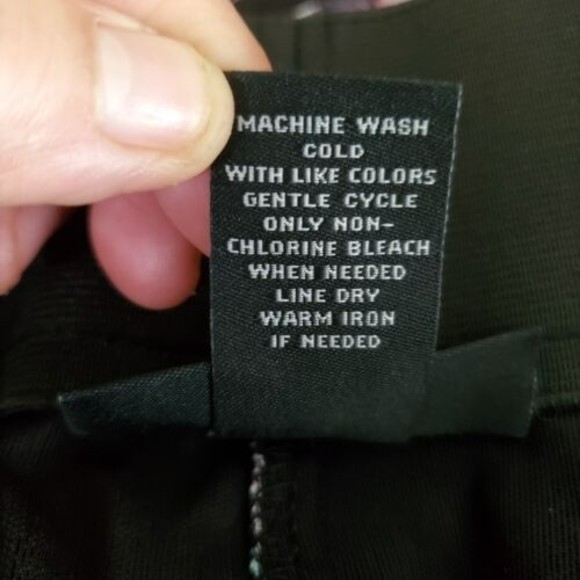 MACHINE WASH
COLD
WITH LIKE COLORS
GENTLE CYCLE
ONLY NON-
CHLORINE BLEACH
WHEN NEEDED
LINE DRY
WARM IRON
IF NEEDED